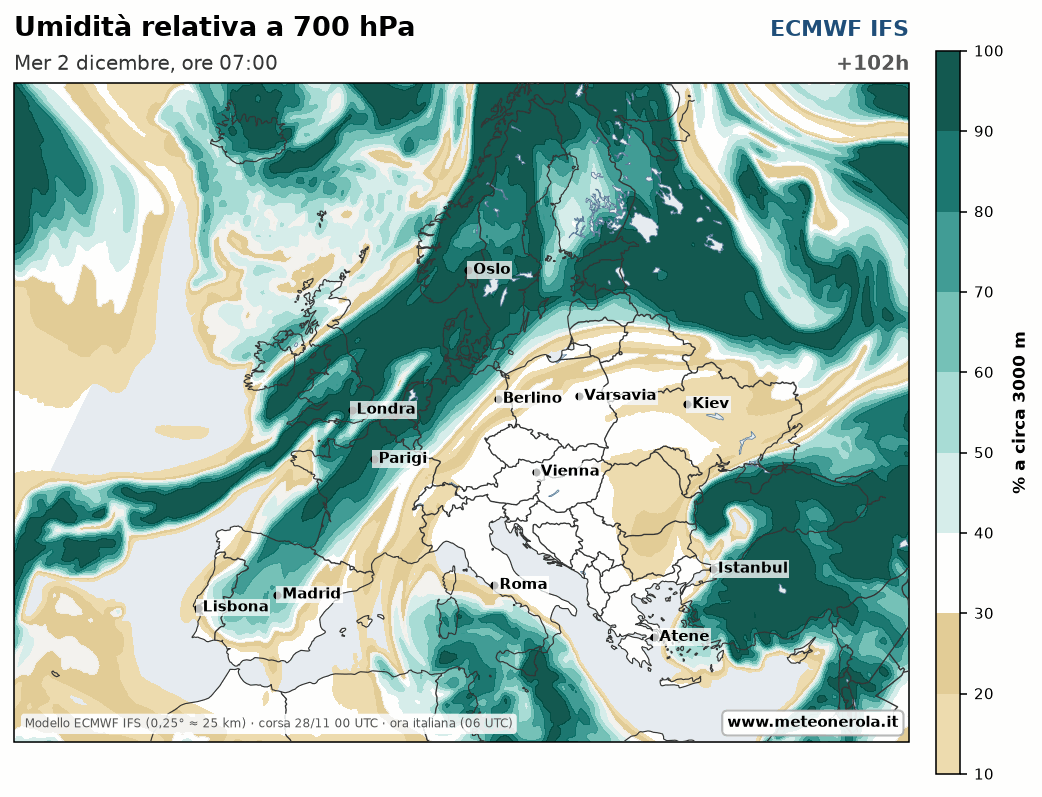 Umidità relativa a 700 hPa
ECMWF IFS
Mer 2 dicembre, ore 07:00
+102h
100
90
80
70
60
50
40
30
20
10
% a circa 3000 m
Oslo
Londra
Berlino
Varsavia
Kiev
Parigi
Vienna
Istanbul
Roma
Madrid
Lisbona
Atene
Modello ECMWF IFS (0,25° ≈ 25 km) · corsa 28/11 00 UTC · ora italiana (06 UTC)
www.meteonerola.it